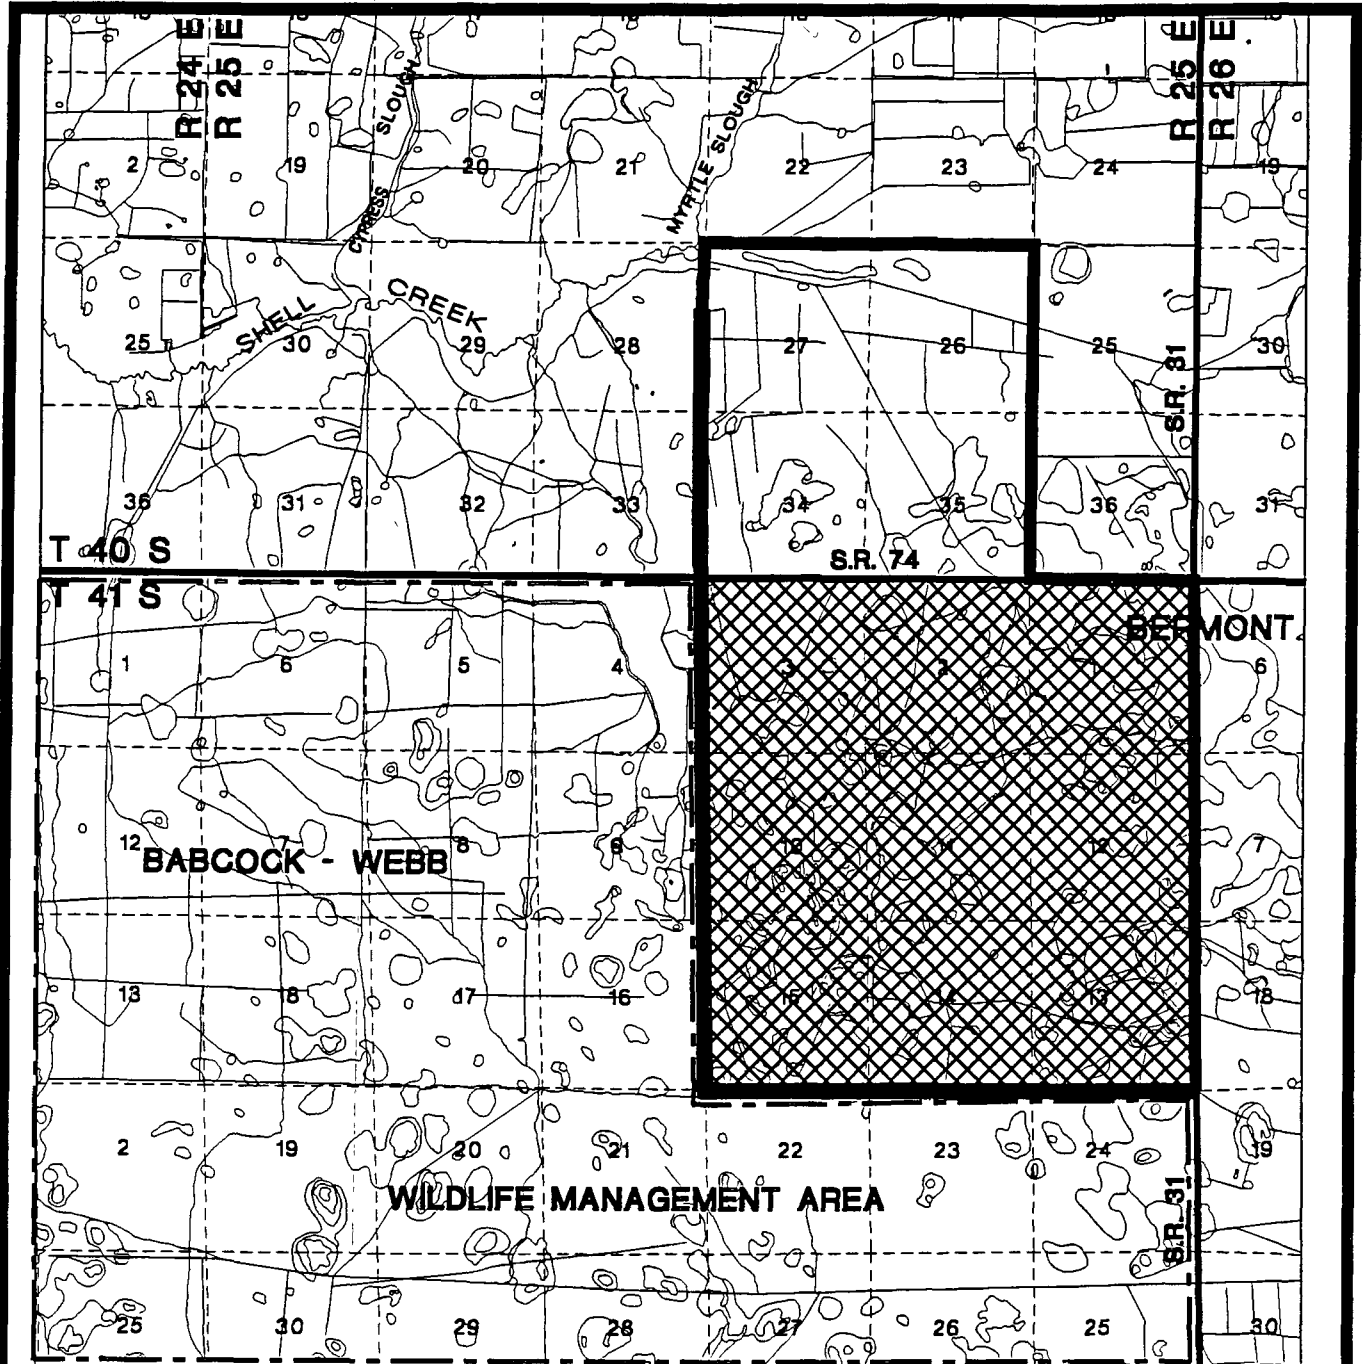 R 24 E
R 25 E
R 25 E
R 26 E
CYPRESS SLOUGH
MYRTLE SLOUGH
2 19 20 21 22 23 24 19
SHELL CREEK
25 30 29 28 27 26 25 30
S.R. 31
36 31 32 33 34 35 36 31
T 40 S
S.R. 74
T 41 S
BERMONT
1 6 5 4 3 2 1 6
12 7 8 9 10 11 12 7
BABCOCK - WEBB
13 18 17 16 15 14 13 18
2 19 20 21 22 23 24 19
WILDLIFE MANAGEMENT AREA
S.R. 31
25 30 29 28 27 26 25 30